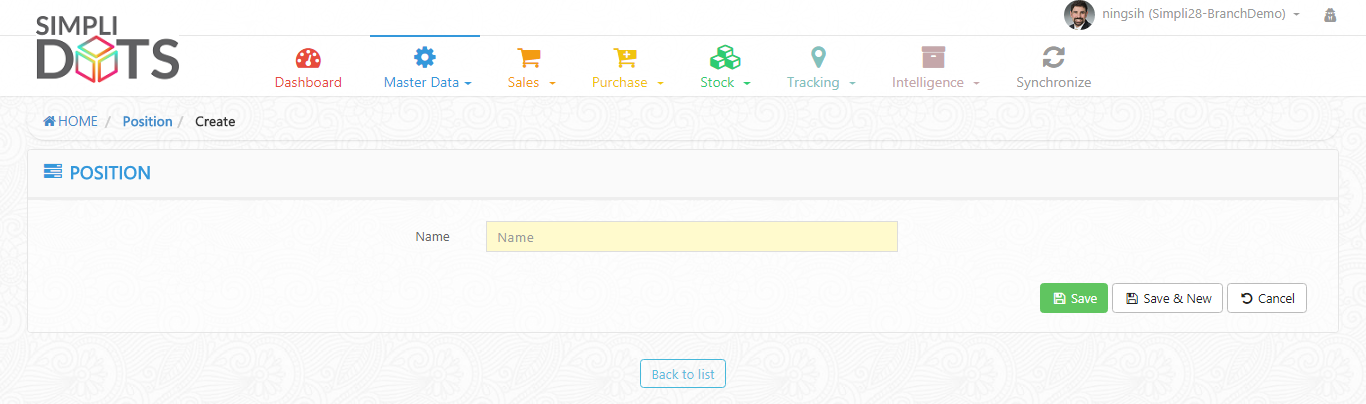 ningsih (Simpli28-BranchDemo)
SIMPLI
DOTS
Dashboard Master Data Sales Purchase Stock Tracking Intelligence Synchronize
HOME / Position / Create
POSITION
Name Name
Save Save & New Cancel
Back to list